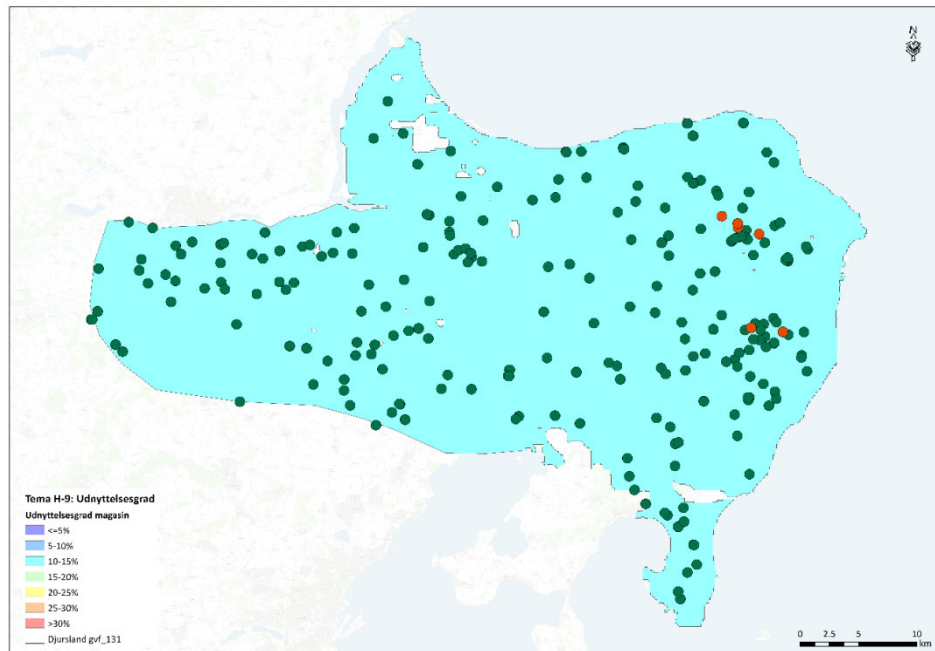 N
Tema H-9: Udnyttelsesgrad
Udnyttelsesgrad magasin
<=5%
5-10%
10-15%
15-20%
20-25%
25-30%
>30%
Djursland gvf_131
0 2.5 5 10
km